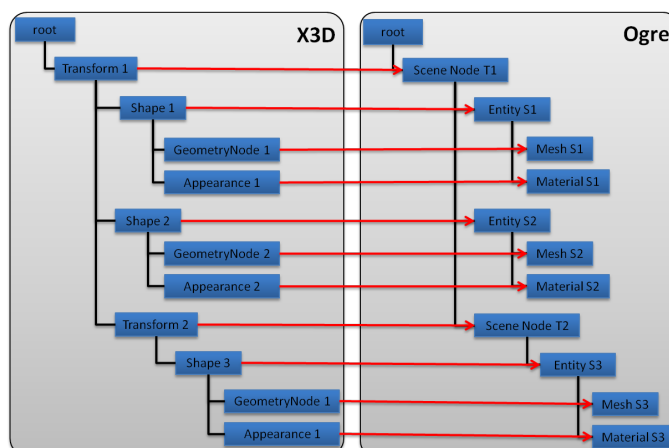 X3D
root
Transform 1
Shape 1
GeometryNode 1
Appearance 1
Shape 2
GeometryNode 2
Appearance 2
Transform 2
Shape 3
GeometryNode 1
Appearance 1
Ogre
root
Scene Node T1
Entity S1
Mesh S1
Material S1
Entity S2
Mesh S2
Material S2
Scene Node T2
Entity S3
Mesh S3
Material S3